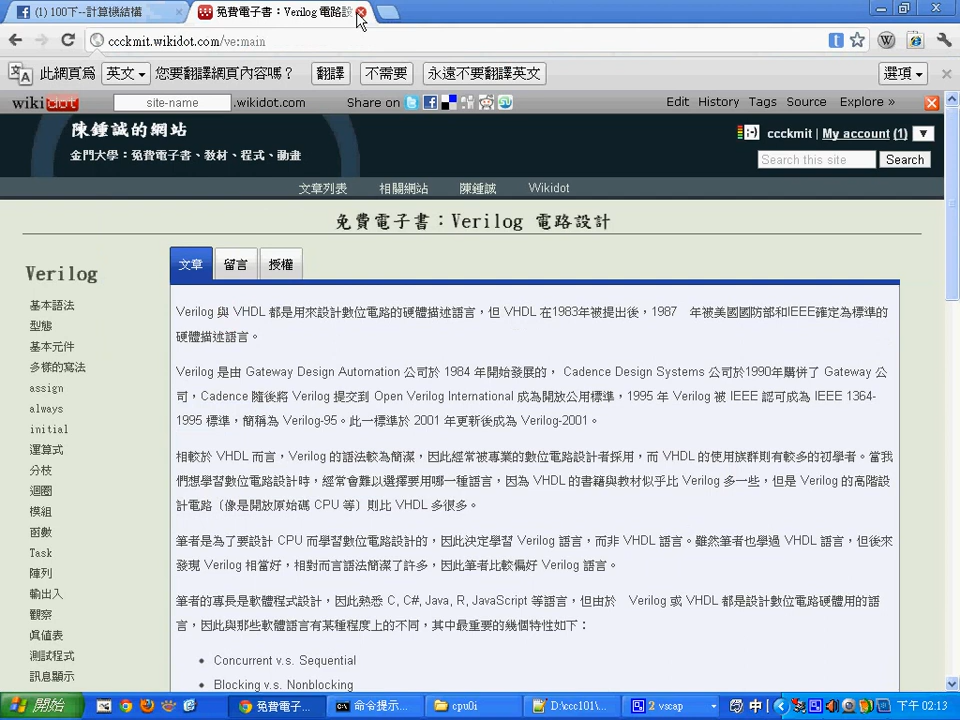 (1) 100下--計算機結構
免費電子書：Verilog 電路設
ccckmit.wikidot.com/ve:main
此網頁為 英文 您要翻譯網頁內容嗎？ 翻譯 不需要 永遠不要翻譯英文 選項
wikidot site-name .wikidot.com Share on Edit History Tags Source Explore »
陳鍾誠的網站
金門大學：免費電子書、教材、程式、動畫
ccckmit | My account (1) ▼
Search this site Search
文章列表 相關網站 陳鍾誠 Wikidot
免費電子書：Verilog 電路設計
Verilog
基本語法
型態
基本元件
多樣的寫法
assign
always
initial
運算式
分枝
迴圈
模組
函數
Task
陣列
輸出入
觀察
真值表
測試程式
訊息顯示
文章 留言 授權
Verilog 與 VHDL 都是用來設計數位電路的硬體描述語言，但 VHDL 在1983年被提出後，1987 年被美國國防部和IEEE確定為標準的
硬體描述語言。
Verilog 是由 Gateway Design Automation 公司於 1984 年開始發展的， Cadence Design Systems 公司於1990年購併了 Gateway 公
司，Cadence 隨後將 Verilog 提交到 Open Verilog International 成為開放公用標準，1995 年 Verilog 被 IEEE 認可成為 IEEE 1364-
1995 標準，簡稱為 Verilog-95。此一標準於 2001 年更新後成為 Verilog-2001。
相較於 VHDL 而言，Verilog 的語法較為簡潔，因此經常被專業的數位電路設計者採用，而 VHDL 的使用族群則有較多的初學者。當我
們想學習數位電路設計時，經常會難以選擇要用哪一種語言，因為 VHDL 的書籍與教材似乎比 Verilog 多一些，但是 Verilog 的高階設
計電路〔像是開放原始碼 CPU 等〕則比 VHDL 多很多。
筆者是為了要設計 CPU 而學習數位電路設計的，因此決定學習 Verilog 語言，而非 VHDL 語言。雖然筆者也學過 VHDL 語言，但後來
發現 Verilog 相當好，相對而言語法簡潔了許多，因此筆者比較偏好 Verilog 語言。
筆者的專長是軟體程式設計，因此熟悉 C, C#, Java, R, JavaScript 等語言，但由於 Verilog 或 VHDL 都是設計數位電路硬體用的語
言，因此與那些軟體語言有某種程度上的不同，其中最重要的幾個特性如下：
• Concurrent v.s. Sequential
• Blocking v.s. Nonblocking
開始 免費電子... 命令提示... cpu0i D:\ccc101\... 2 vscap 中 下午 02:13